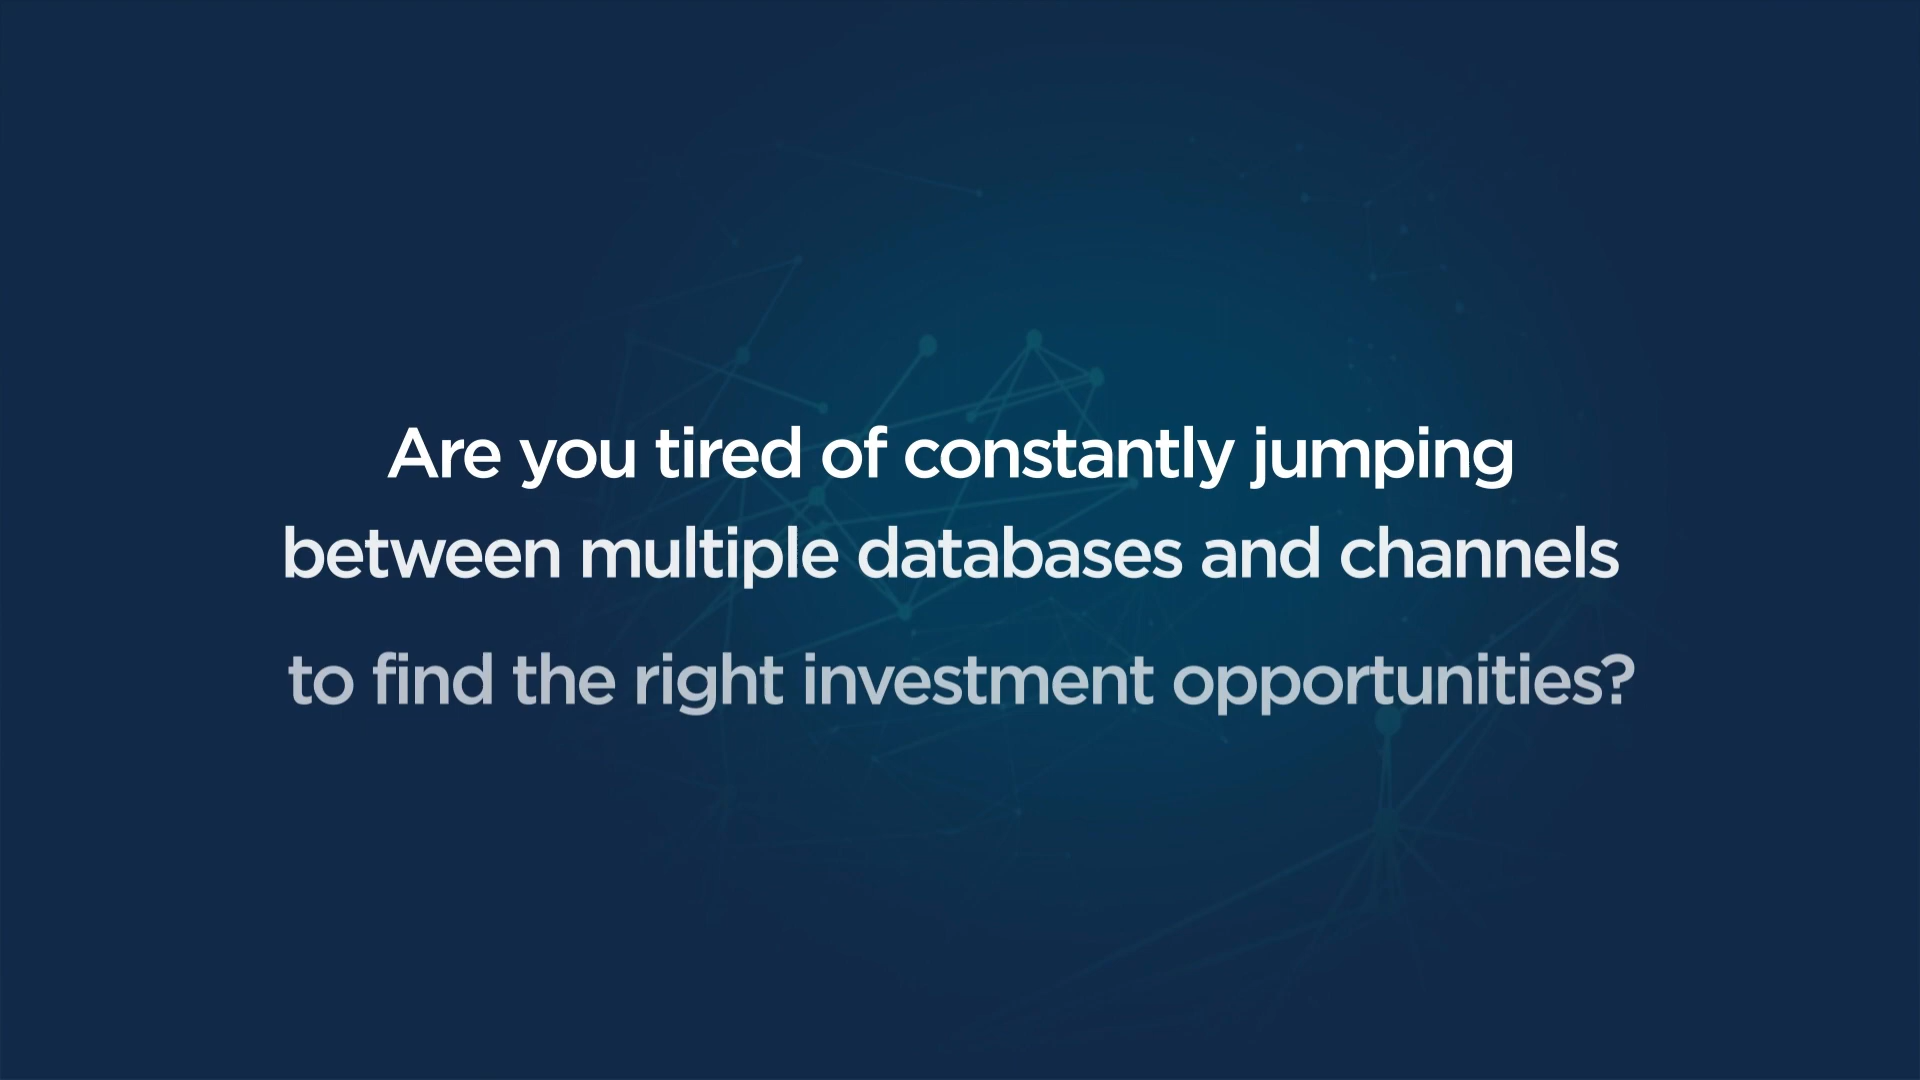 Are you tired of constantly jumping
between multiple databases and channels
to find the right investment opportunities?